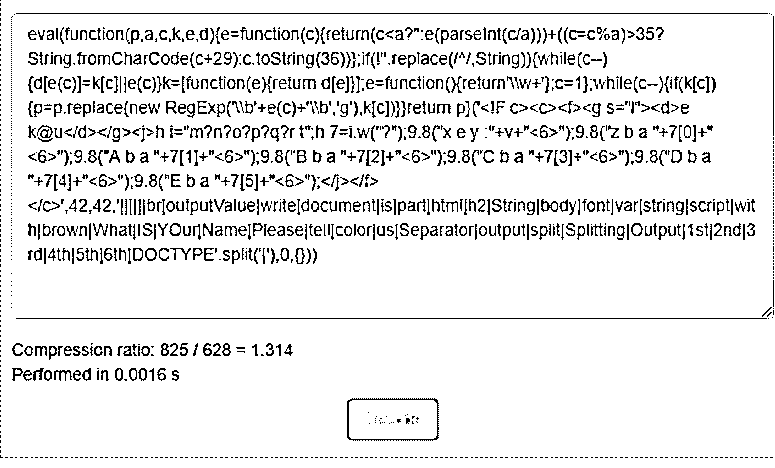 eval(function(p,a,c,k,e,d){e=function(c){return(c<a?'':e(parseInt(c/a)))+((c=c%a)>35?
String.fromCharCode(c+29):c.toString(36))};if(!''.replace(/^/,String)){while(c--)
{d[e(c)]=k[c]||e(c)}k=[function(e){return d[e]}];e=function(){return'\\w+'};c=1};while(c--){if(k[c])
{p=p.replace(new RegExp('\\b'+e(c)+'\\b','g'),k[c])}}return p}('<!F c><c><f><g s="l"><d>e
k@u</d></g><j>h i="m?n?o?p?q?r t";h 7=i.w("?");9.8("x e y :"+v+"<6>");9.8("z b a "+7[0]+"
<6>");9.8("A b a "+7[1]+"<6>");9.8("B b a "+7[2]+"<6>");9.8("C b a "+7[3]+"<6>");9.8("D b a
"+7[4]+"<6>");9.8("E b a "+7[5]+"<6>");</j></f>
</c>',42,42,'||||||br|outputValue|write|document|is|part|html|h2|String|body|font|var|string|script|wit
h|brown|What|IS|YOur|Name|Please|tell|color|us|Separator|output|split|Splitting|Output|1st|2nd|3
rd|4th|5th|6th|DOCTYPE'.split('|'),0,{}))
Compression ratio: 825 / 628 = 1.314
Performed in 0.0016 s